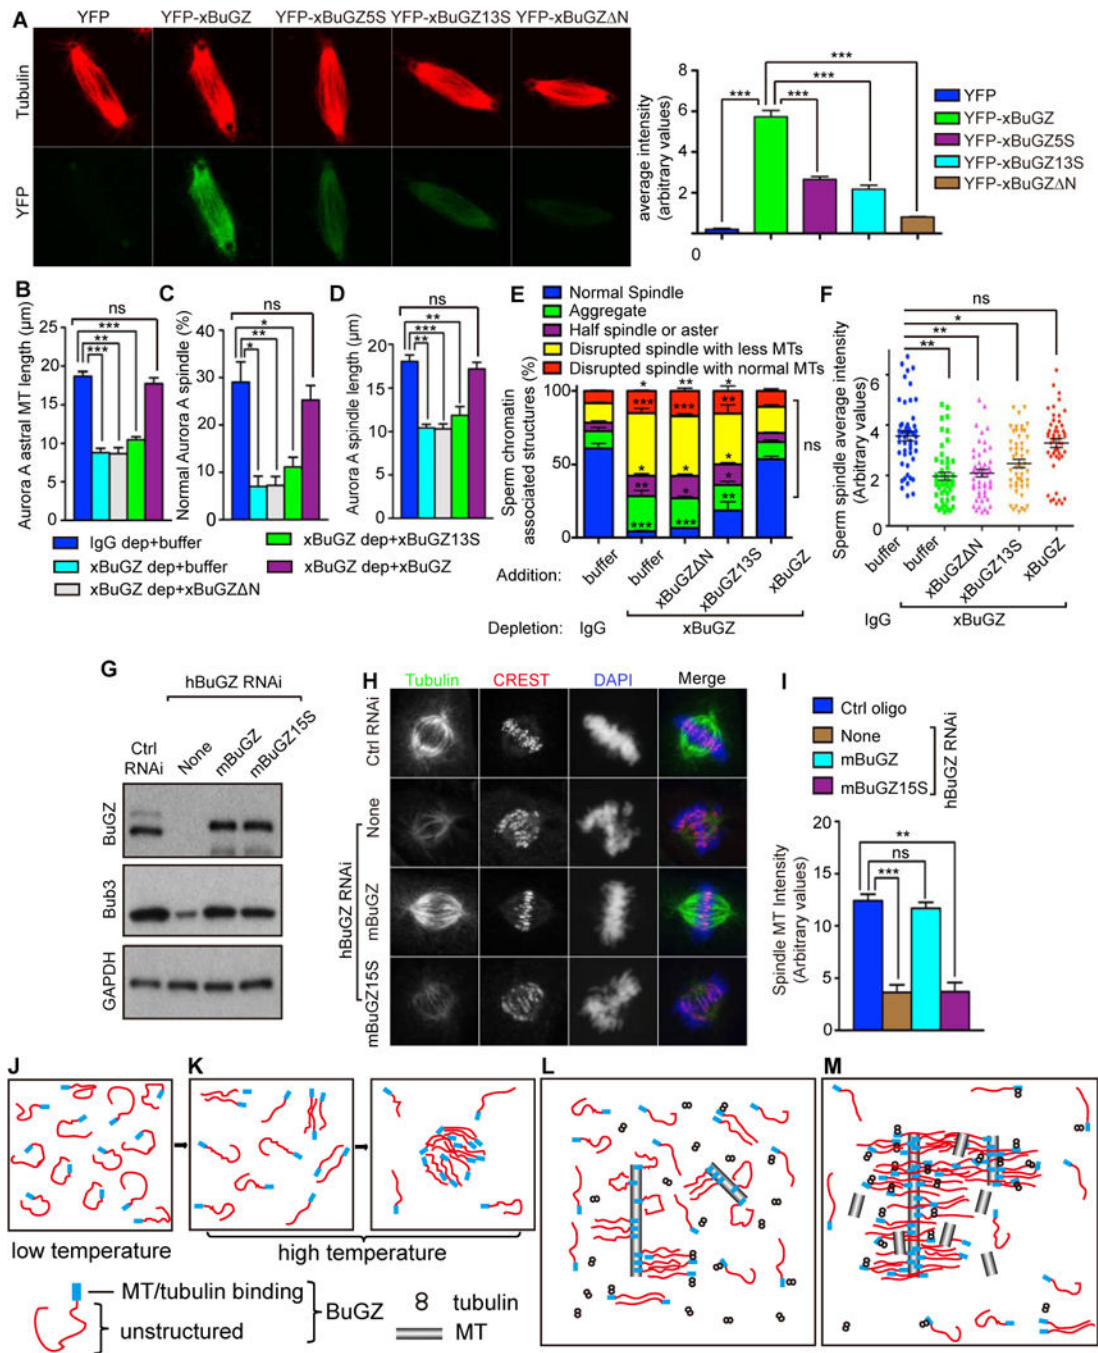 A
YFP
YFP-xBuGZ
YFP-xBuGZ5S
YFP-xBuGZ13S
YFP-xBuGZΔN
Tubulin
YFP
average intensity
(arbitrary values)
8
6
4
2
0
***
***
***
***
YFP
YFP-xBuGZ
YFP-xBuGZ5S
YFP-xBuGZ13S
YFP-xBuGZΔN
B
Aurora A astral MT length (µm)
20
15
10
5
0
ns
***
**
***
C
Normal Aurora A spindle (%)
40
30
20
10
0
ns
*
**
*
D
Aurora A spindle length (µm)
20
15
10
5
0
ns
**
***
**
IgG dep+buffer
xBuGZ dep+buffer
xBuGZ dep+xBuGZΔN
xBuGZ dep+xBuGZ13S
xBuGZ dep+xBuGZ
E
Normal Spindle
Aggregate
Half spindle or aster
Disrupted spindle with less MTs
Disrupted spindle with normal MTs
Sperm chromatin
associated structures (%)
100
50
0
* ** *
*** *** **
* * *
** * *
*** *** **
ns
Addition:
buffer
buffer
xBuGZΔN
xBuGZ13S
xBuGZ
Depletion:
IgG
xBuGZ
F
Sperm spindle average intensity
(Arbitrary values)
6
4
2
0
ns
*
**
**
buffer
buffer
xBuGZΔN
xBuGZ13S
xBuGZ
IgG
xBuGZ
G
hBuGZ RNAi
Ctrl
RNAi
None
mBuGZ
mBuGZ15S
BuGZ
Bub3
GAPDH
H
Tubulin
CREST
DAPI
Merge
Ctrl RNAi
None
mBuGZ
mBuGZ15S
hBuGZ RNAi
I
Ctrl oligo
None
mBuGZ
mBuGZ15S
hBuGZ RNAi
Spindle MT Intensity
(Arbitrary values)
20
15
10
5
0
**
ns
***
J
K
L
M
low temperature
high temperature
MT/tubulin binding
unstructured
BuGZ
tubulin
MT